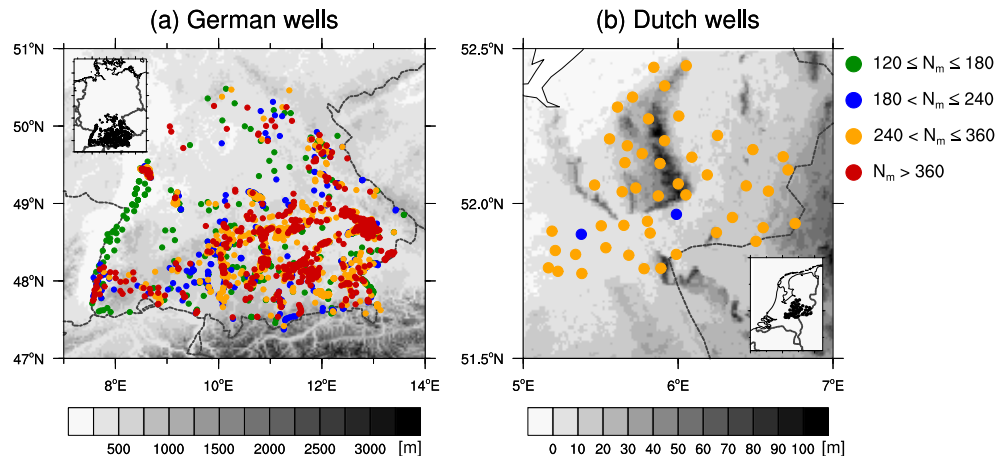 (a) German wells
51°N
50°N
49°N
48°N
47°N
8°E 10°E 12°E 14°E
500 1000 1500 2000 2500 3000 [m]
(b) Dutch wells
52.5°N
52.0°N
51.5°N
5°E 6°E 7°E
0 10 20 30 40 50 60 70 80 90 100 [m]
120 ≤ Nm ≤ 180
180 < Nm ≤ 240
240 < Nm ≤ 360
Nm > 360